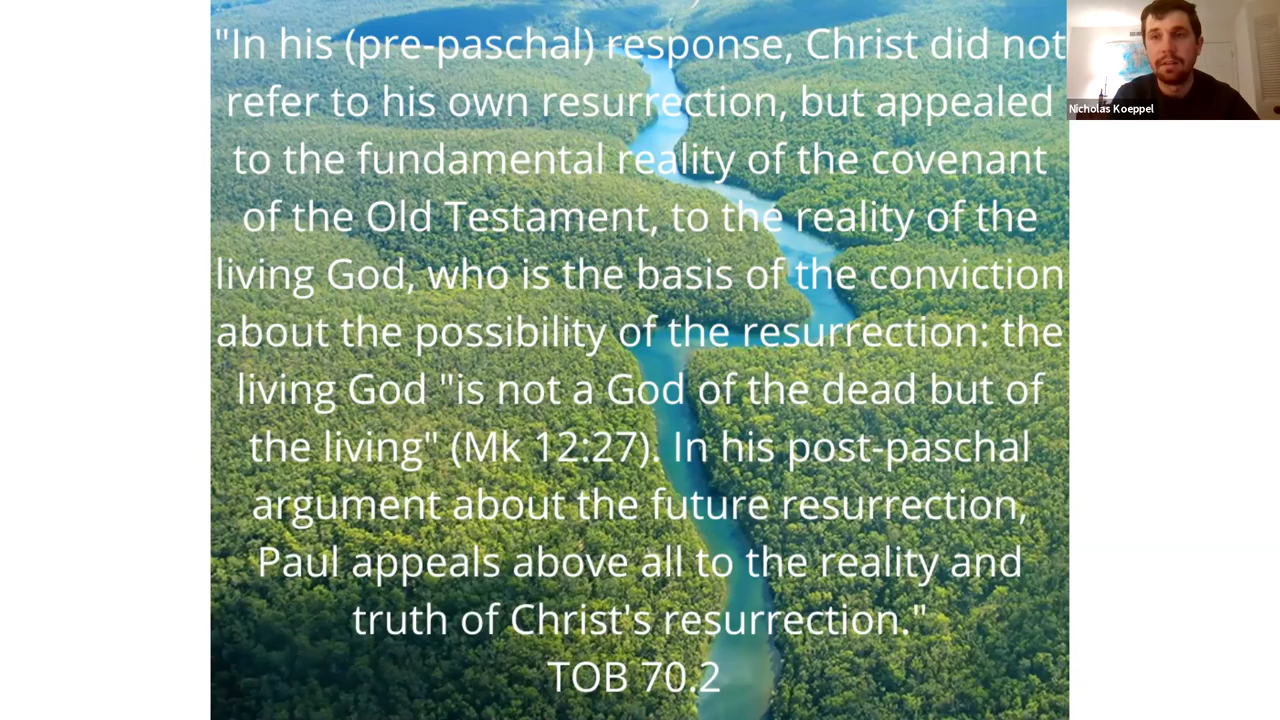 "In his (pre-paschal) response, Christ did not
refer to his own resurrection, but appealed
to the fundamental reality of the covenant
of the Old Testament, to the reality of the
living God, who is the basis of the conviction
about the possibility of the resurrection: the
living God "is not a God of the dead but of
the living" (Mk 12:27). In his post-paschal
argument about the future resurrection,
Paul appeals above all to the reality and
truth of Christ's resurrection."
TOB 70.2
Nicholas Koeppel